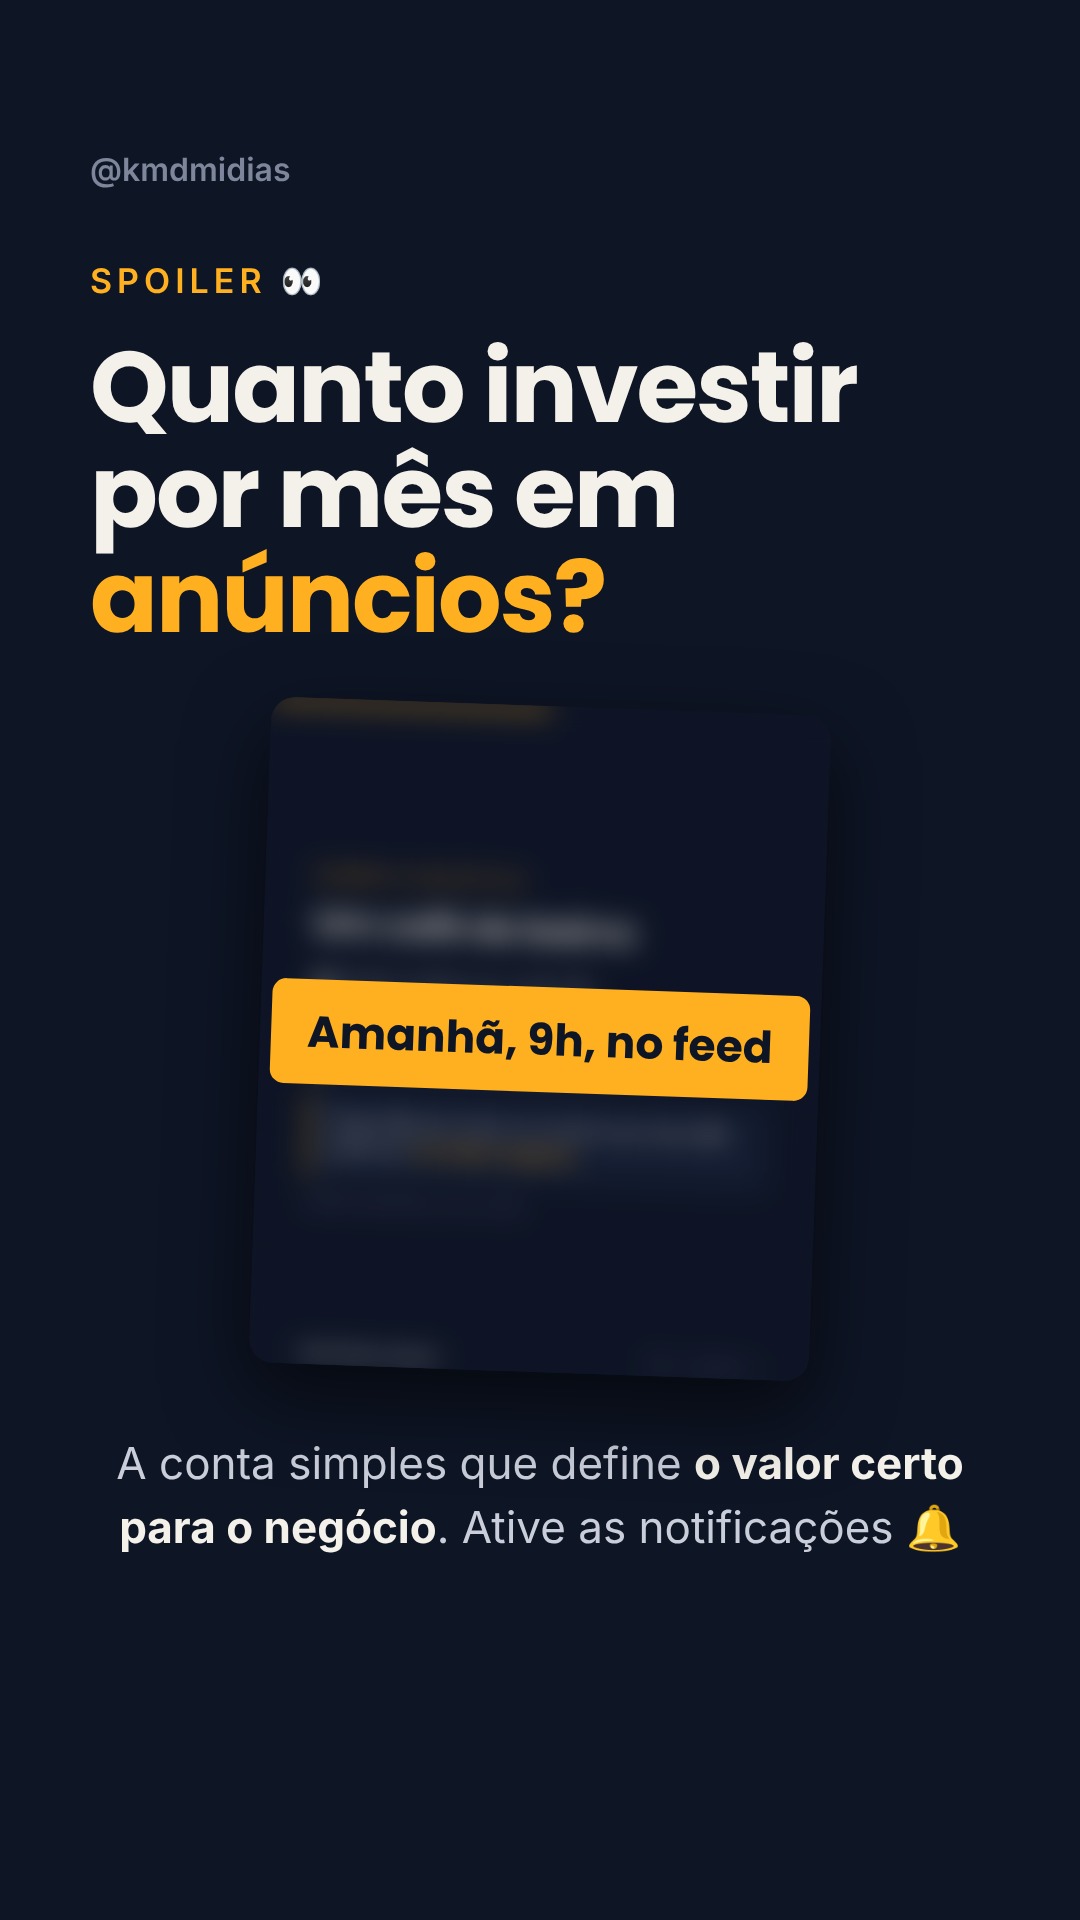 @kmdmidias
SPOILER 👀
Quanto investir
por mês em
anúncios?
Amanhã, 9h, no feed
A conta simples que define o valor certo
para o negócio. Ative as notificações 🔔